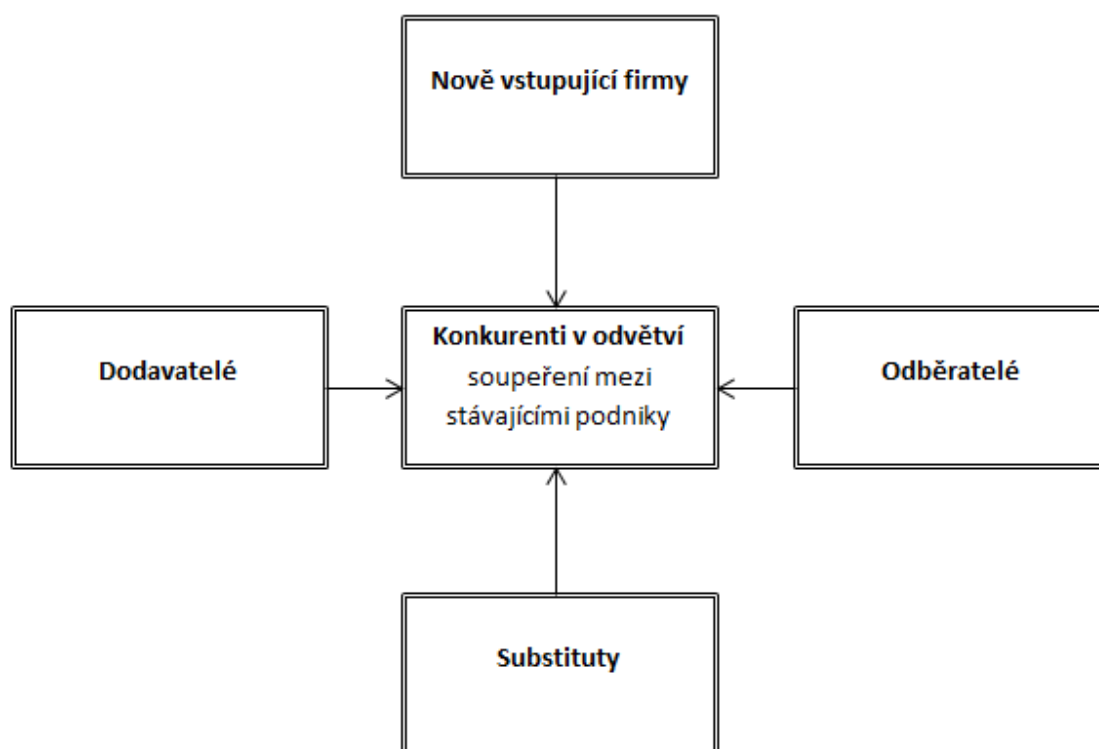 Nově vstupující firmy
Dodavatelé
Konkurenti v odvětví
soupeření mezi
stávajícími podniky
Odběratelé
Substituty